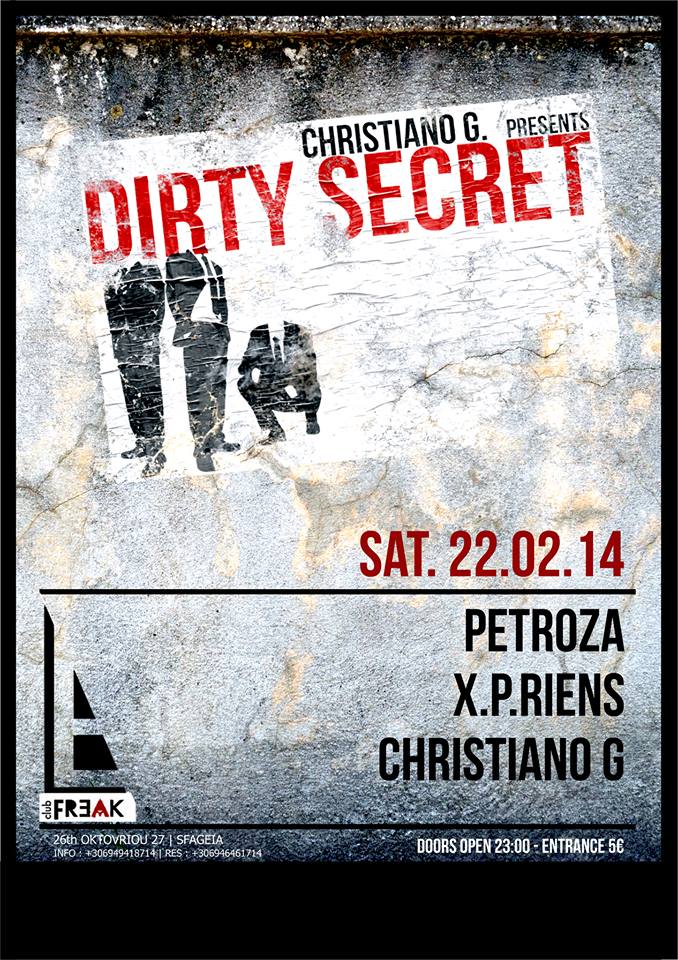 CHRISTIANO G. PRESENTS
DIRTY SECRET
SAT. 22.02.14
PETROZA
X.P.RIENS
CHRISTIANO G
club FREAK
26th OKTOVRIOU 27 | SFAGEIA
INFO : +306949418714 | RES : +306946461714
DOORS OPEN 23:00 - ENTRANCE 5€